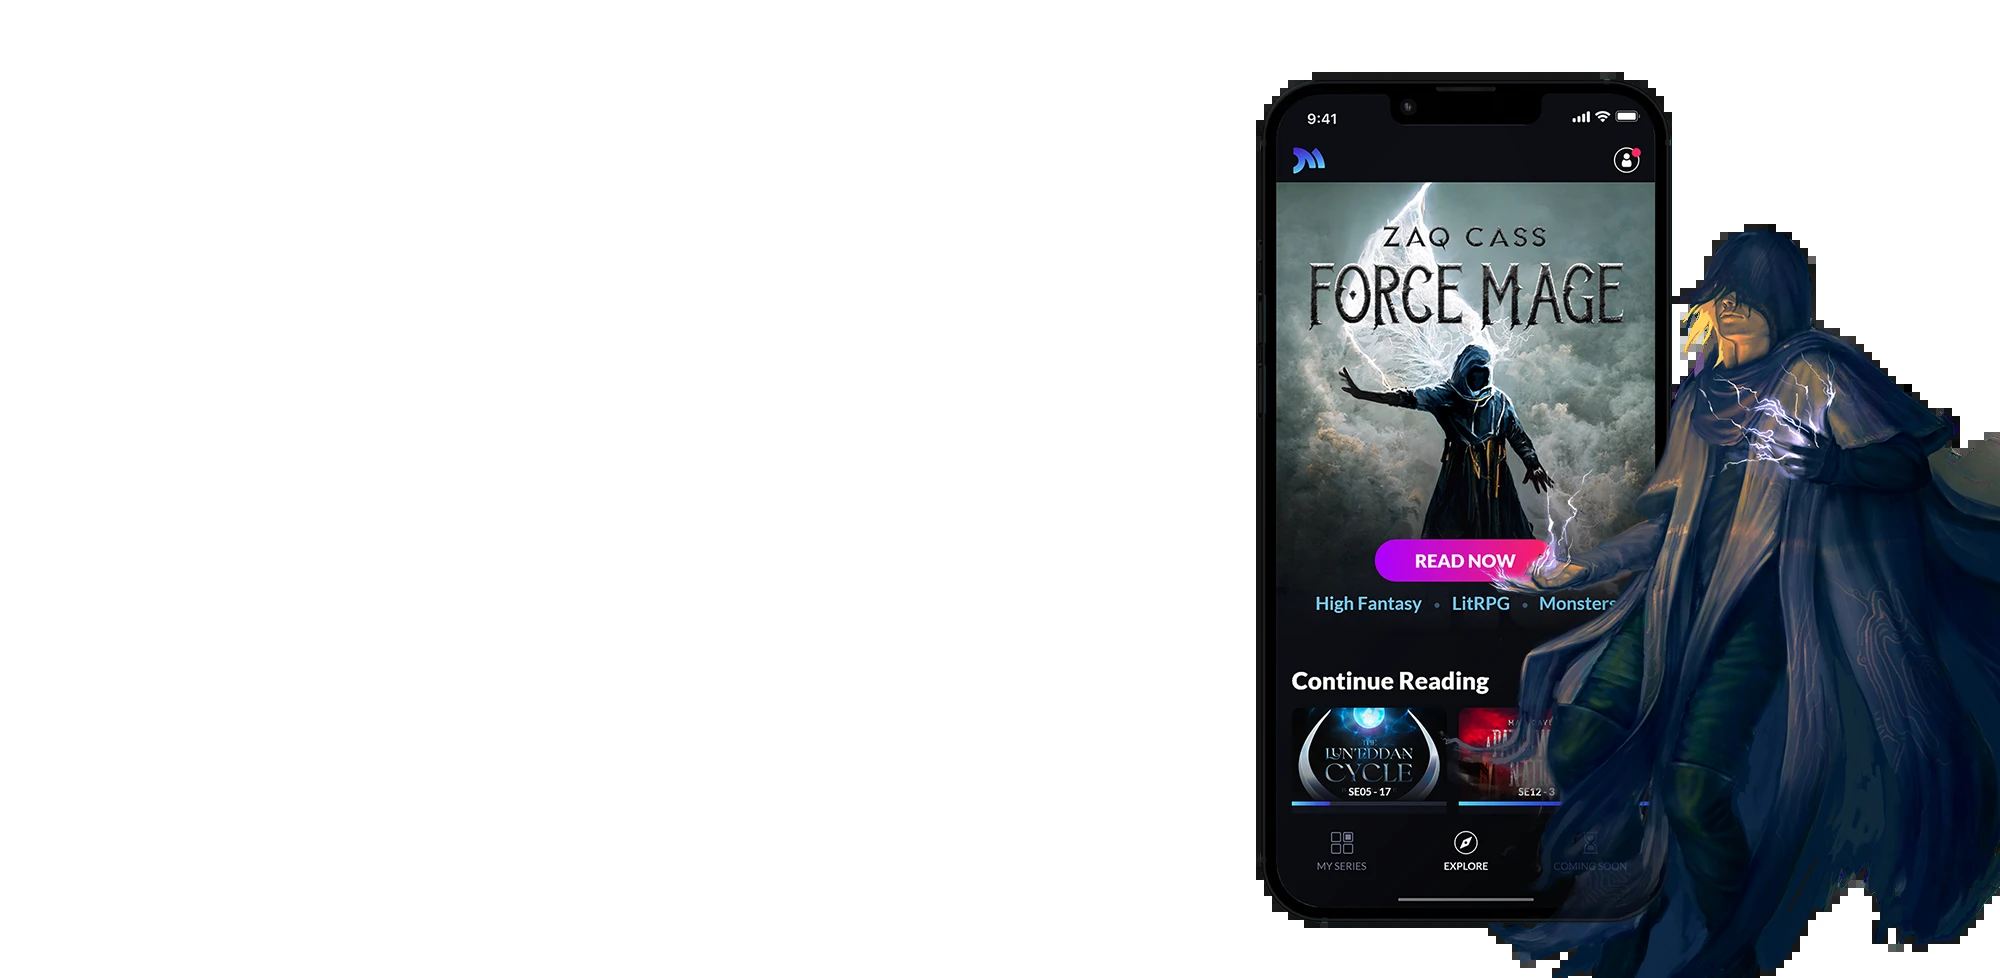 9:41
ZAQ CASS
FORCE MAGE
READ NOW
High Fantasy • LitRPG • Monsters
Continue Reading
THE
LUNEDDAN
CYCLE
SE05 - 17
SE12 - 3
MY SERIES
EXPLORE
COMING SOON